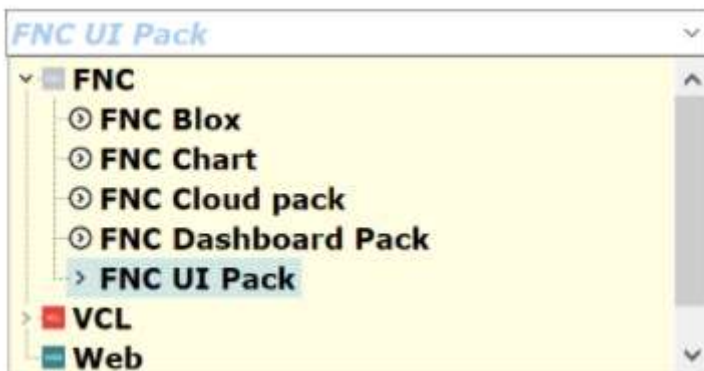 FNC UI Pack
FNC
FNC Blox
FNC Chart
FNC Cloud pack
FNC Dashboard Pack
FNC UI Pack
VCL
Web